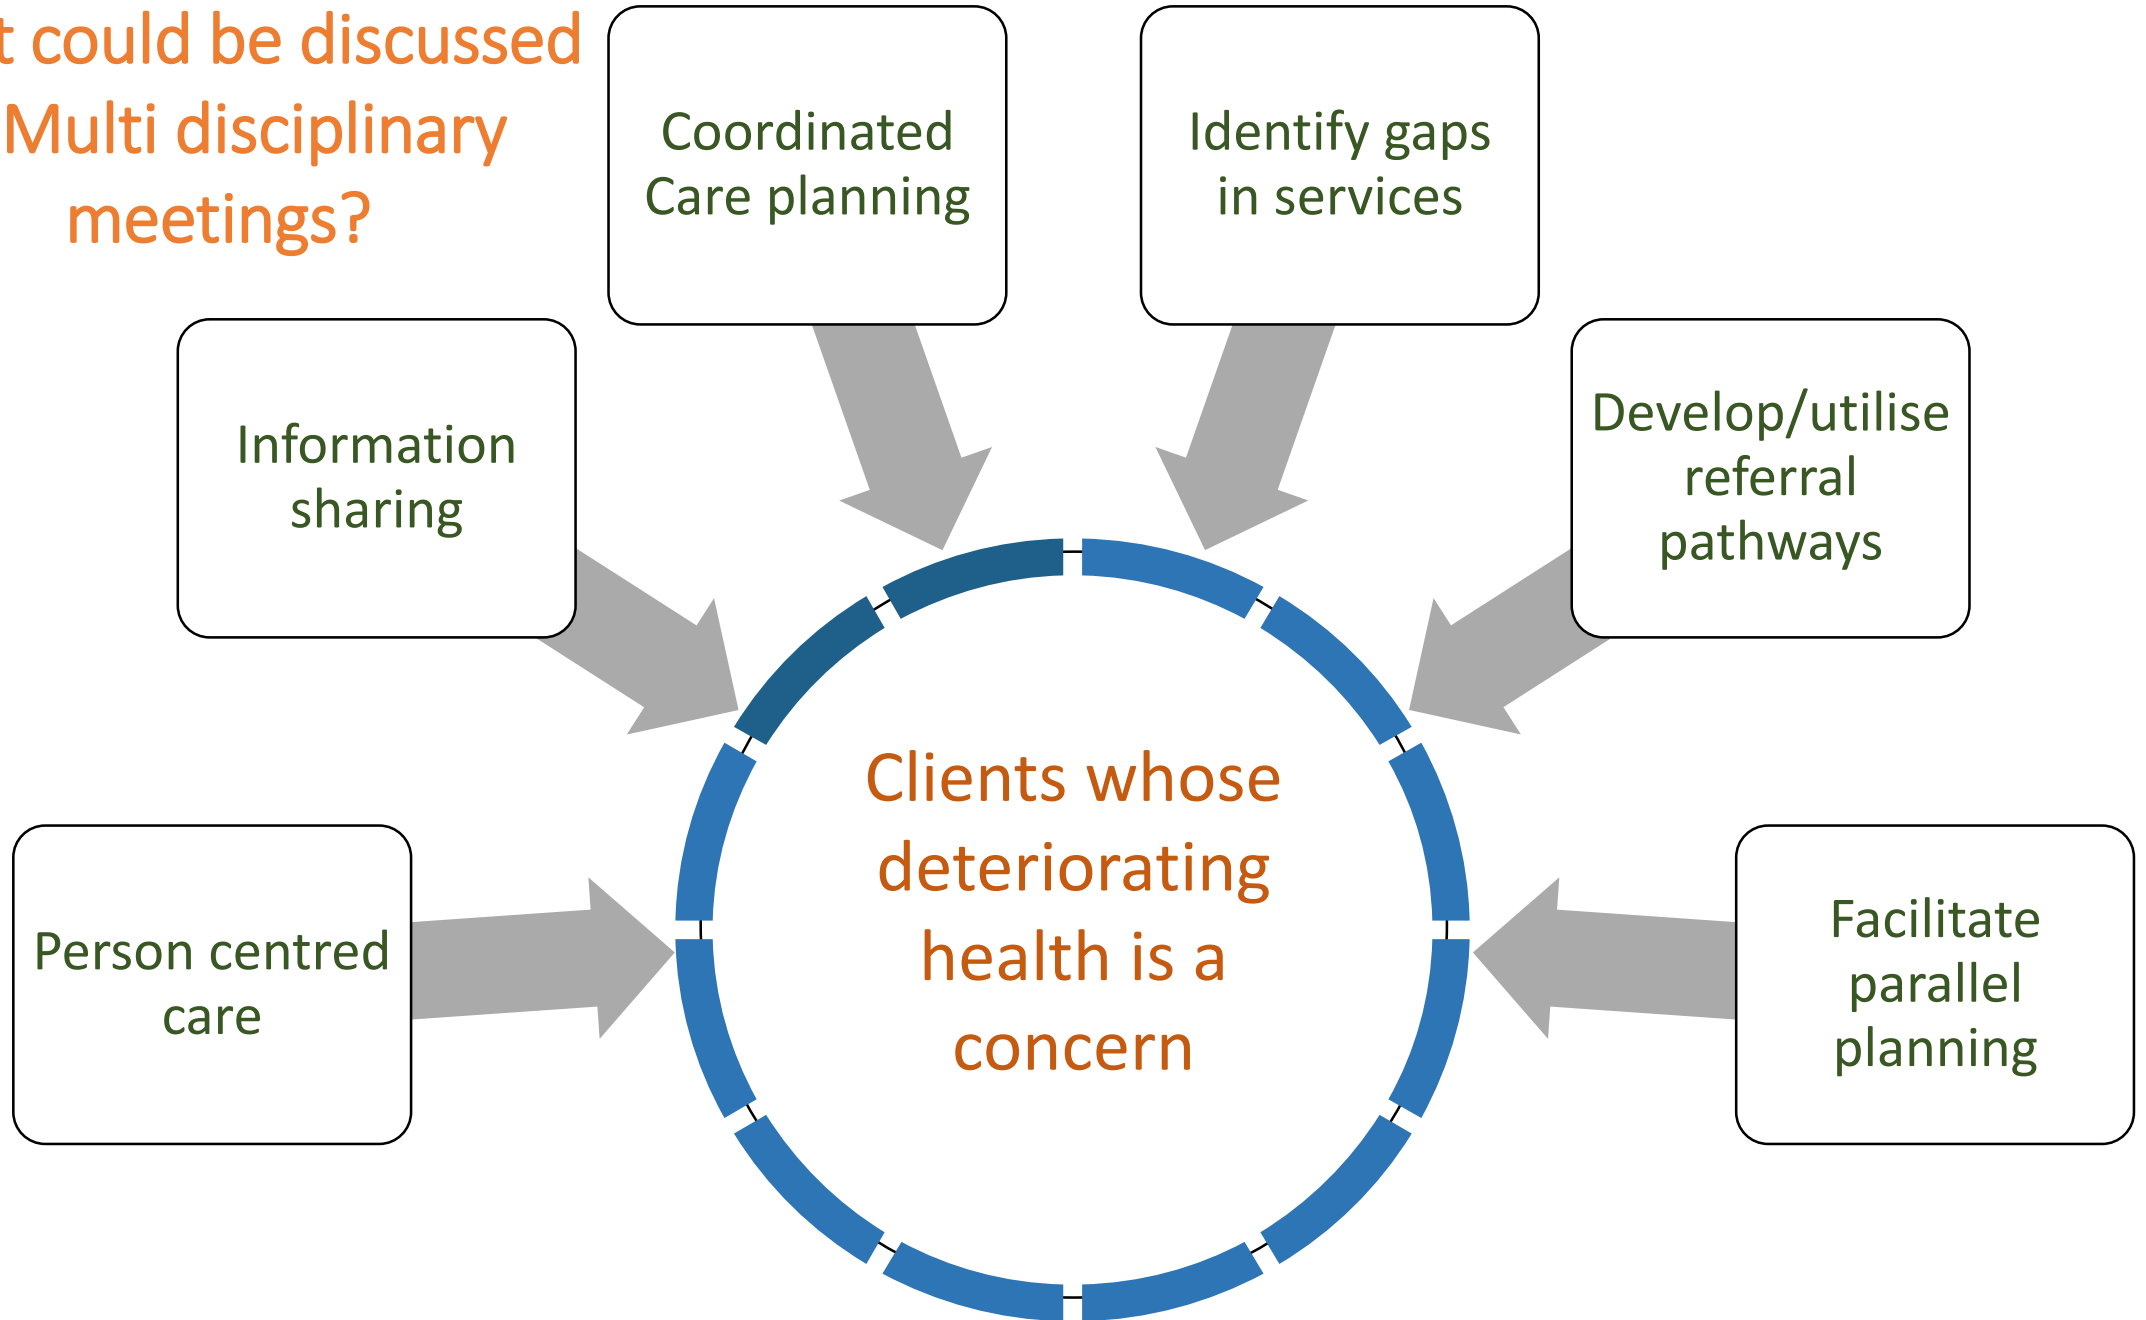 t could be discussed
Multi disciplinary
meetings?
Coordinated
Care planning
Identify gaps
in services
Information
sharing
Develop/utilise
referral
pathways
Person centred
care
Clients whose
deteriorating
health is a
concern
Facilitate
parallel
planning